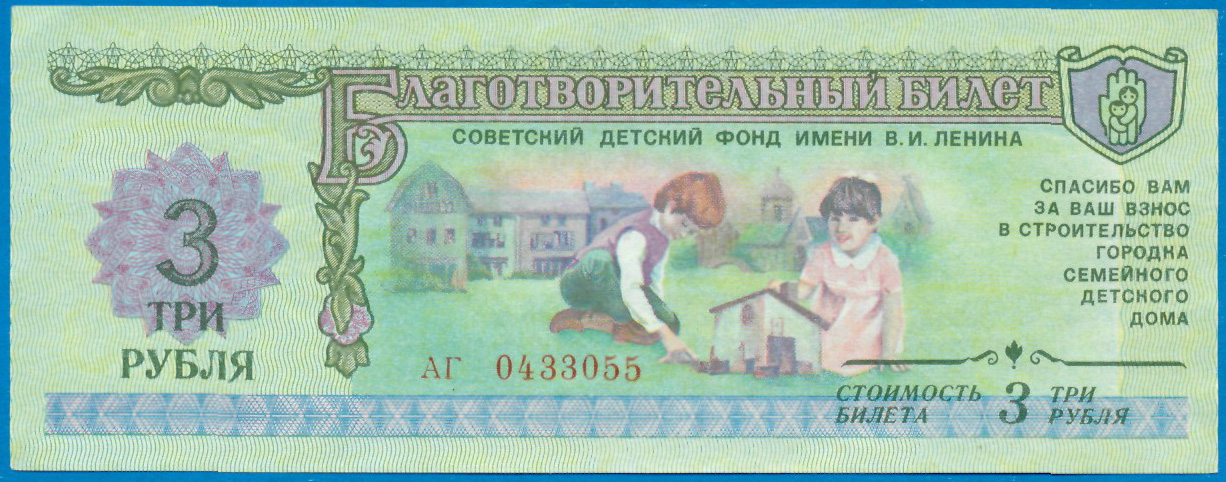 Благотворительный билет
СОВЕТСКИЙ ДЕТСКИЙ ФОНД ИМЕНИ В.И. ЛЕНИНА
3
ТРИ
РУБЛЯ
СПАСИБО ВАМ
ЗА ВАШ ВЗНОС
В СТРОИТЕЛЬСТВО
ГОРОДКА
СЕМЕЙНОГО
ДЕТСКОГО
ДОМА
АГ 0433055
СТОИМОСТЬ
БИЛЕТА
3
ТРИ
РУБЛЯ